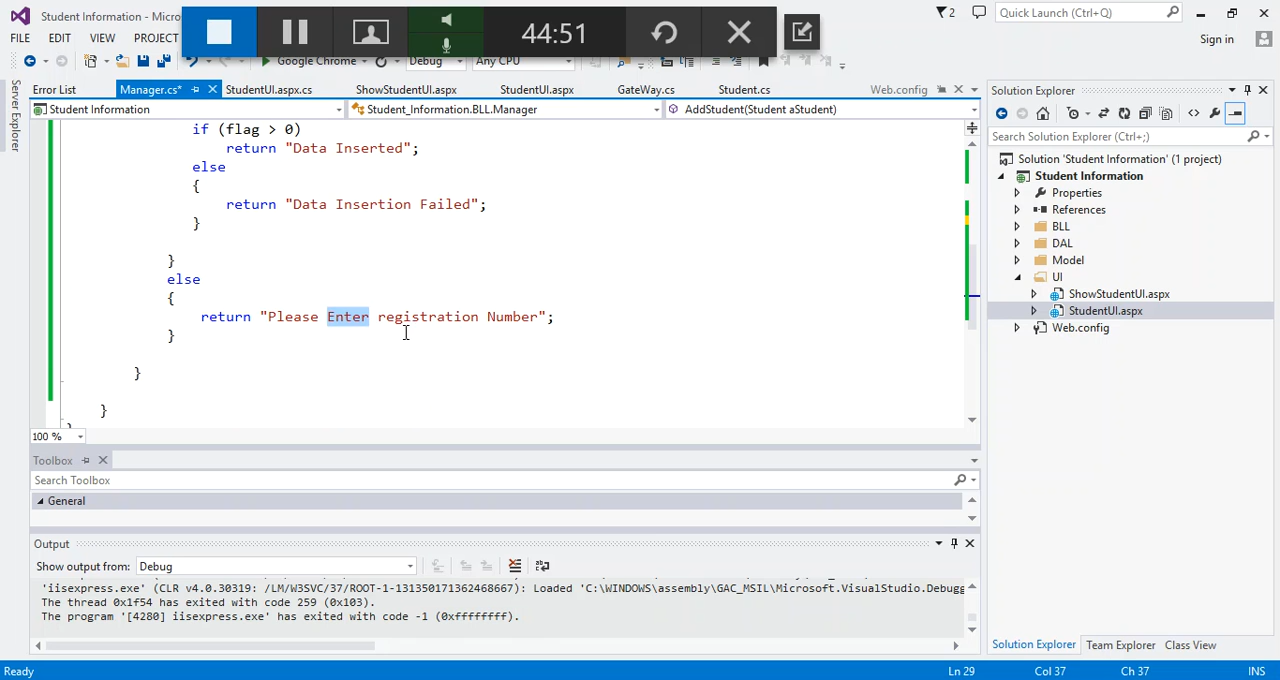 Student Information - Micro
44:51
2
Quick Launch (Ctrl+Q)
FILE EDIT VIEW PROJECT
Sign in
Google Chrome
Debug
Any CPU
Server Explorer
Error List
Manager.cs*
StudentUI.aspx.cs
ShowStudentUI.aspx
StudentUI.aspx
GateWay.cs
Student.cs
Web.config
Student Information
Student_Information.BLL.Manager
AddStudent(Student aStudent)
if (flag > 0)
return "Data Inserted";
else
{
return "Data Insertion Failed";
}
}
else
{
return "Please Enter registration Number";
}
}
}
100 %
Toolbox
Search Toolbox
General
Output
Show output from: Debug
'iisexpress.exe' (CLR v4.0.30319: /LM/W3SVC/37/ROOT-1-131350171362468667): Loaded 'C:\WINDOWS\assembly\GAC_MSIL\Microsoft.VisualStudio.Debugg
The thread 0x1f54 has exited with code 259 (0x103).
The program '[4280] iisexpress.exe' has exited with code -1 (0xffffffff).
Solution Explorer
Search Solution Explorer (Ctrl+;)
Solution 'Student Information' (1 project)
Student Information
Properties
References
BLL
DAL
Model
UI
ShowStudentUI.aspx
StudentUI.aspx
Web.config
Solution Explorer Team Explorer Class View
Ready
Ln 29
Col 37
Ch 37
INS